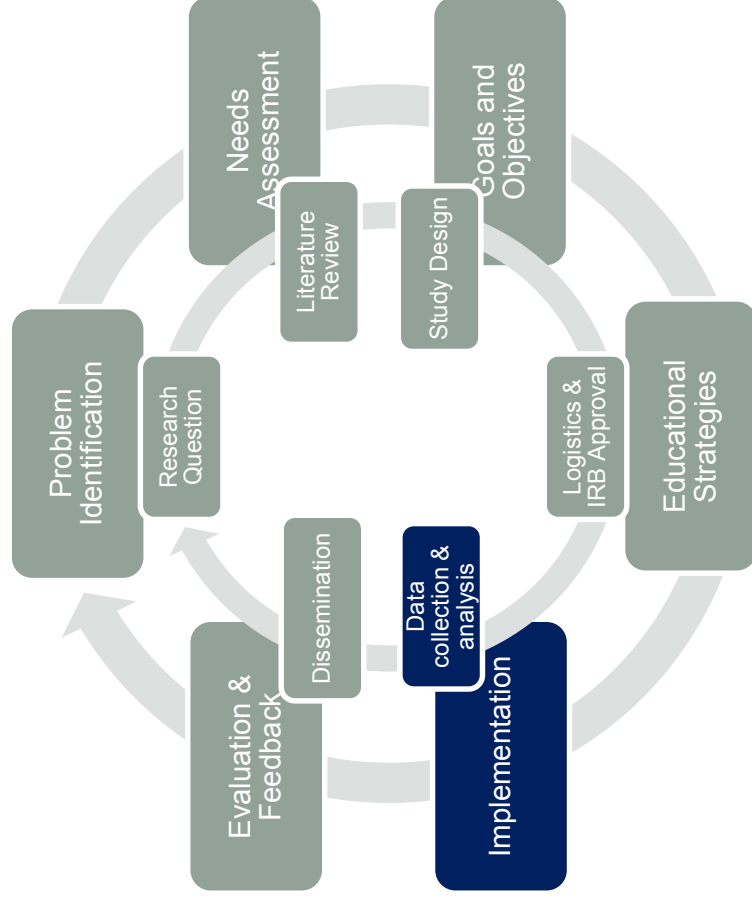 Problem
Identification
Needs
Assessment
Goals and
Objectives
Educational
Strategies
Implementation
Evaluation &
Feedback
Research
Question
Literature
Review
Study Design
Logistics &
IRB Approval
Data
collection &
analysis
Dissemination